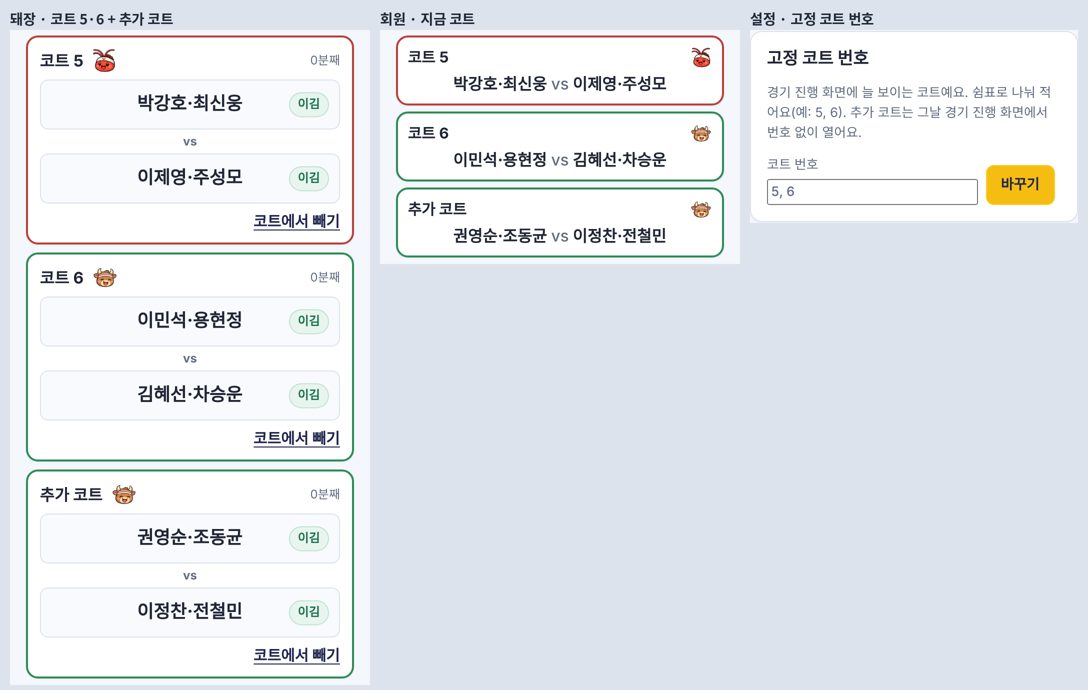 돼장 · 코트 5·6 + 추가 코트
코트 5
0분째
박강호·최신웅
이김
vs
이제영·주성모
이김
코트에서 빼기
코트 6
0분째
이민석·용현정
이김
vs
김혜선·차승운
이김
코트에서 빼기
추가 코트
0분째
권영순·조동균
이김
vs
이정찬·전철민
이김
코트에서 빼기
회원 · 지금 코트
코트 5
박강호·최신웅 vs 이제영·주성모
코트 6
이민석·용현정 vs 김혜선·차승운
추가 코트
권영순·조동균 vs 이정찬·전철민
설정 · 고정 코트 번호
고정 코트 번호
경기 진행 화면에 늘 보이는 코트예요. 쉼표로 나눠 적
어요(예: 5, 6). 추가 코트는 그날 경기 진행 화면에서
번호 없이 열어요.
코트 번호
5, 6
바꾸기